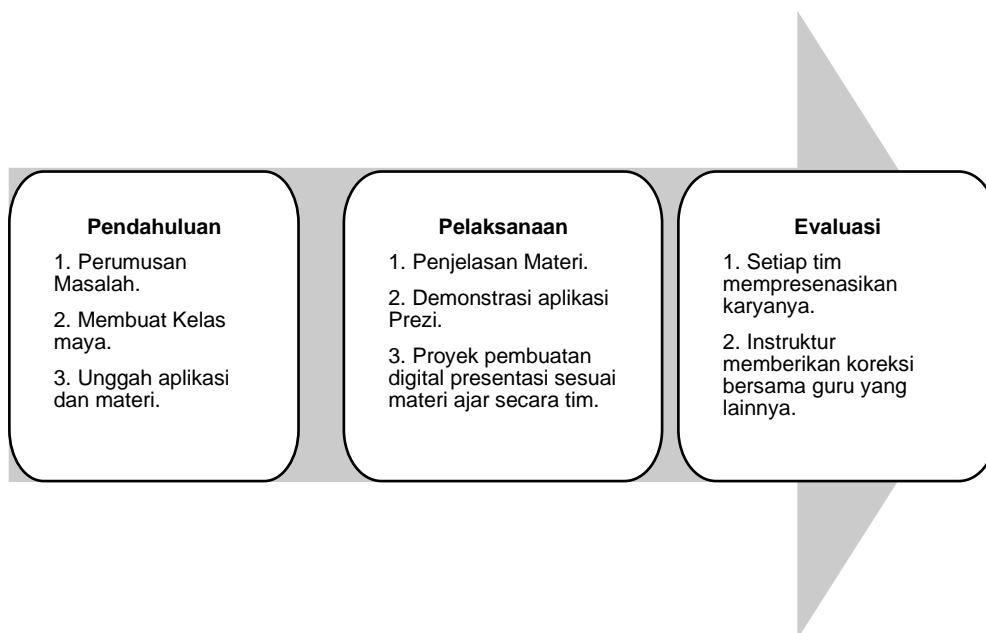 Pendahuluan
1. Perumusan
Masalah.
2. Membuat Kelas
maya.
3. Unggah aplikasi
dan materi.
Pelaksanaan
1. Penjelasan Materi.
2. Demonstrasi aplikasi
Prezi.
3. Proyek pembuatan
digital presentasi sesuai
materi ajar secara tim.
Evaluasi
1. Setiap tim
mempresenasikan
karyanya.
2. Instruktur
memberikan koreksi
bersama guru yang
lainnya.